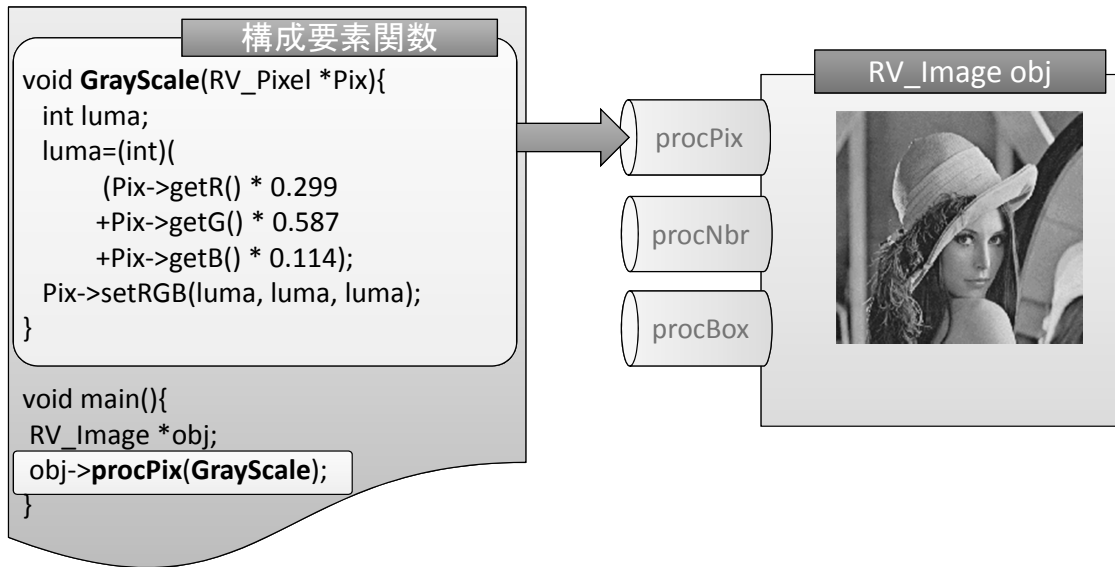 構成要素関数
void GrayScale(RV_Pixel *Pix){
int luma;
luma=(int)(
(Pix->getR() * 0.299
+Pix->getG() * 0.587
+Pix->getB() * 0.114);
Pix->setRGB(luma, luma, luma);
}
void main(){
RV_Image *obj;
obj->procPix(GrayScale);
}
RV_Image obj
procPix
procNbr
procBox